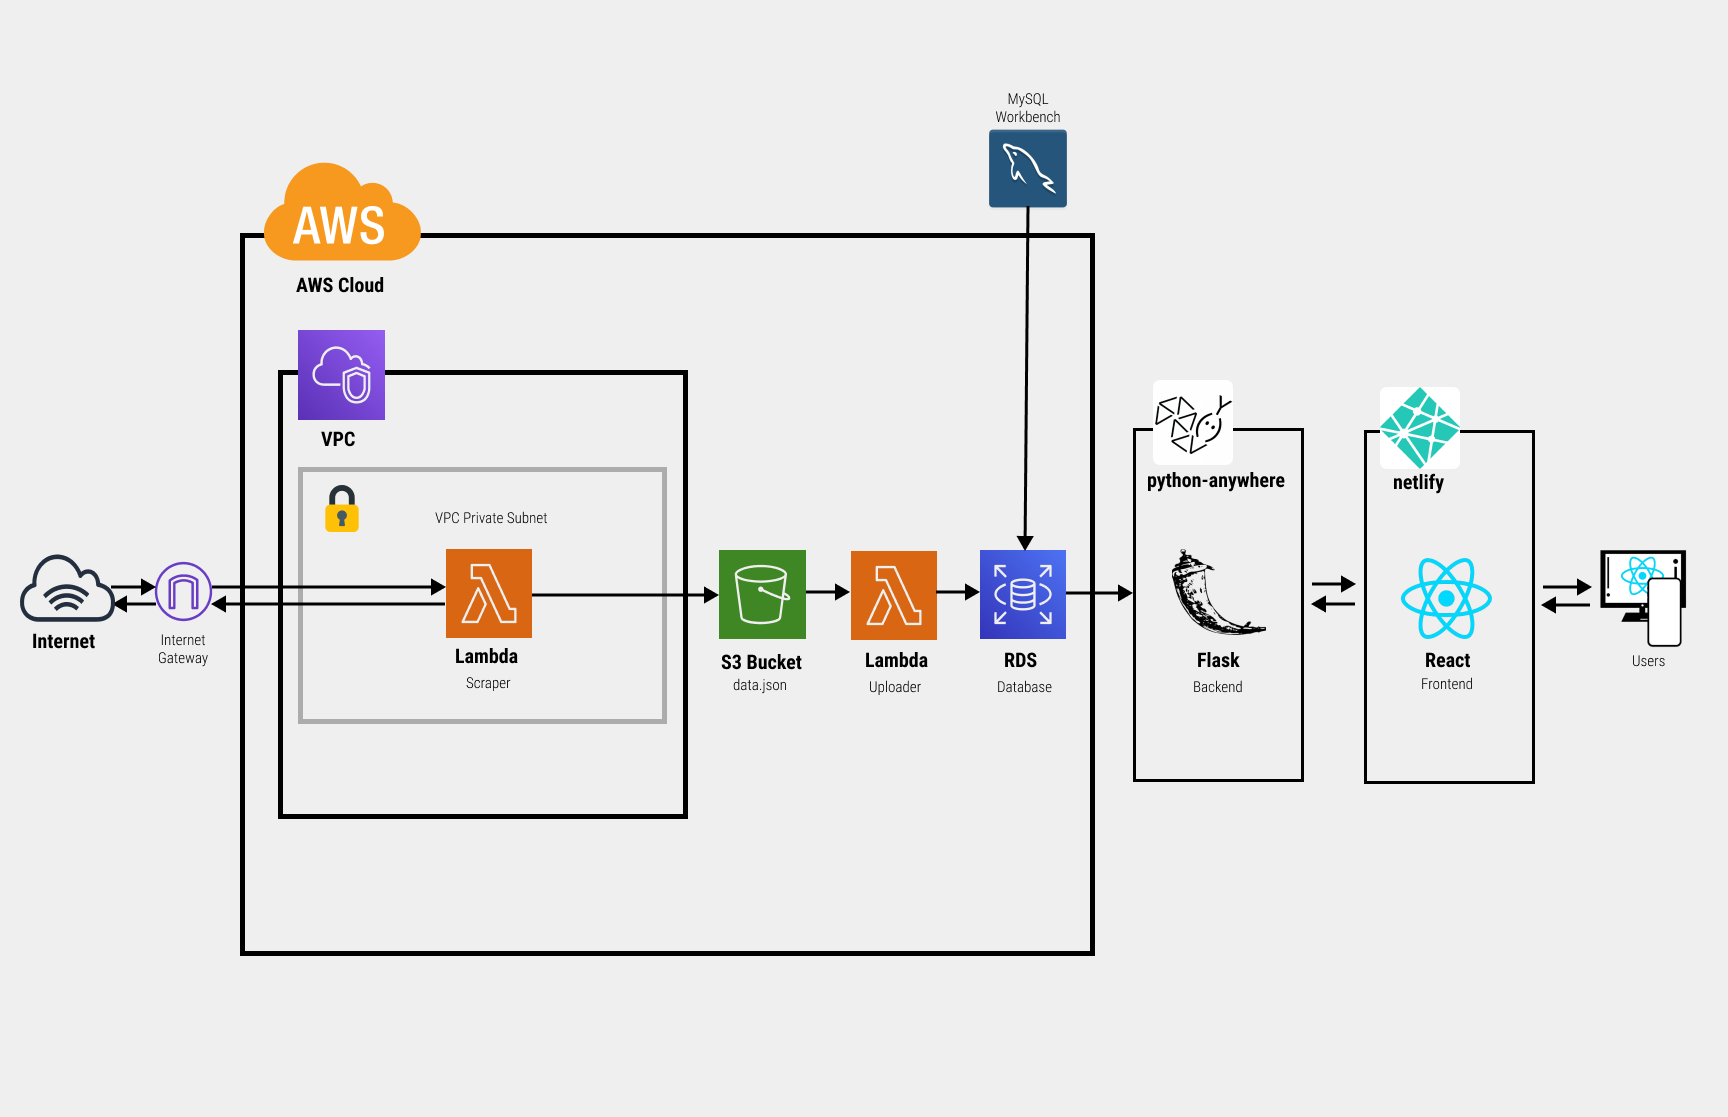 MySQL
Workbench
AWS
AWS Cloud
VPC
python-anywhere
netlify
VPC Private Subnet
Internet
Internet
Gateway
Lambda
Scraper
S3 Bucket
data.json
Lambda
Uploader
RDS
Database
Flask
Backend
React
Frontend
Users